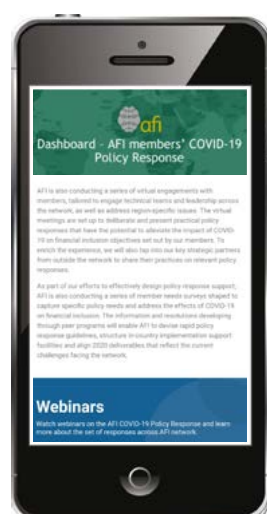 afi
Dashboard - AFI members' COVID-19
Policy Response
AFI is also conducting a series of virtual engagements with
members, tailored to engage technical teams and leadership across
the network, as well as address region-specific issues. The virtual
meetings are set up to deliberate and present practical policy
responses that have the potential to alleviate the impact of COVID-
19 on financial inclusion objectives set out by our members. To
enrich the experience, we will also tap into our key strategic partners
from outside the network to share their practices on relevant policy
responses.
As part of our efforts to effectively design policy response support,
AFI is also conducting a series of member needs surveys shaped to
capture specific policy needs and address the effects of COVID-19
on financial inclusion. The information and resolutions developing
through peer programs will enable AFI to devise rapid policy
response guidelines, structure in-country implementation support
facilities and align 2020 deliverables that reflect the current
challenges facing the network.
Webinars
Watch webinars on the AFI COVID-19 Policy Response and learn
more about the set of responses across AFI network.